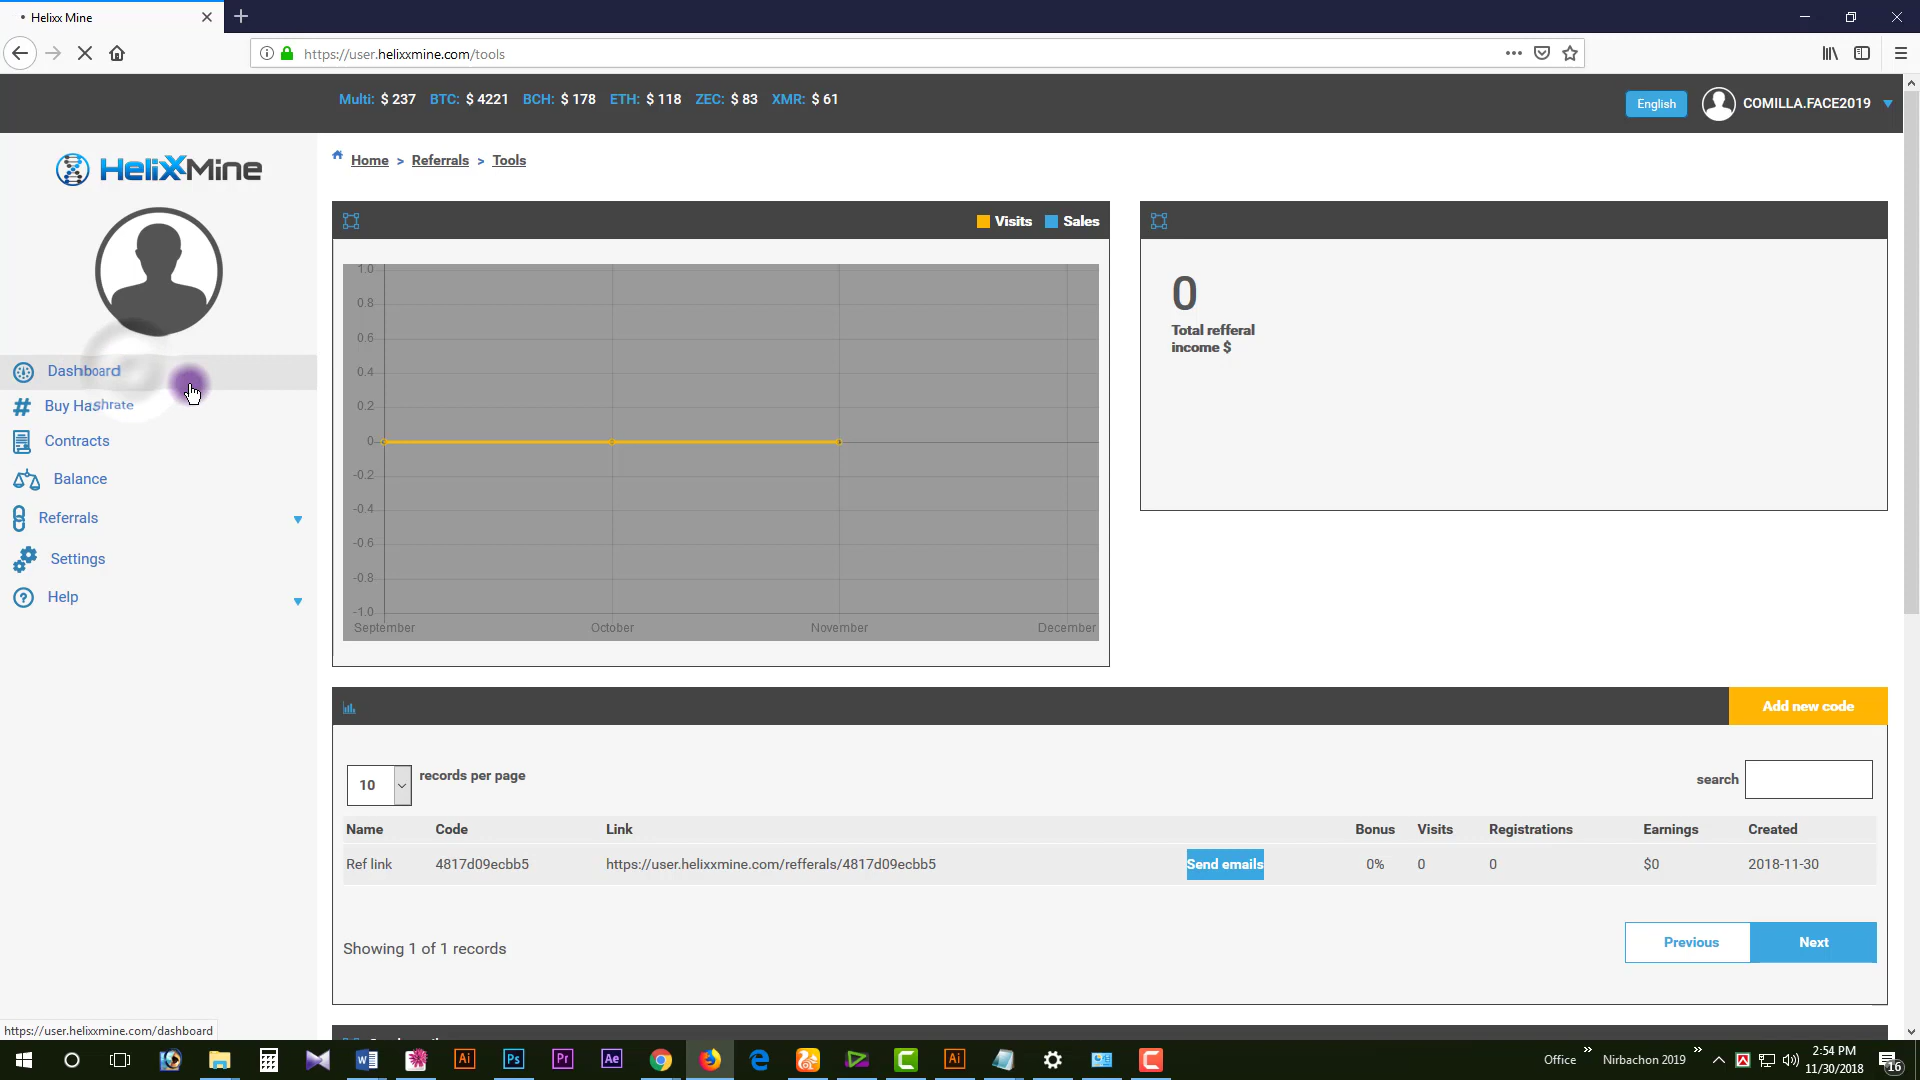 Helixx Mine
https://user.helixxmine.com/tools
Multi: $ 237 BTC: $ 4221 BCH: $ 178 ETH: $ 118 ZEC: $ 83 XMR: $ 61
English
COMILLA.FACE2019
HeliXXMine
Home > Referrals > Tools
Dashboard
Buy Hashrate
Contracts
Balance
Referrals
Settings
Help
Visits Sales
1.0
0.8
0.6
0.4
0.2
0
-0.2
-0.4
-0.6
-0.8
-1.0
September October November December
0
Total refferal
income $
Add new code
10 records per page
search
Name Code Link Bonus Visits Registrations Earnings Created
Ref link 4817d09ecbb5 https://user.helixxmine.com/refferals/4817d09ecbb5 Send emails 0% 0 0 $0 2018-11-30
Showing 1 of 1 records
Previous Next
https://user.helixxmine.com/dashboard
Office
Nirbachon 2019
2:54 PM
11/30/2018
16